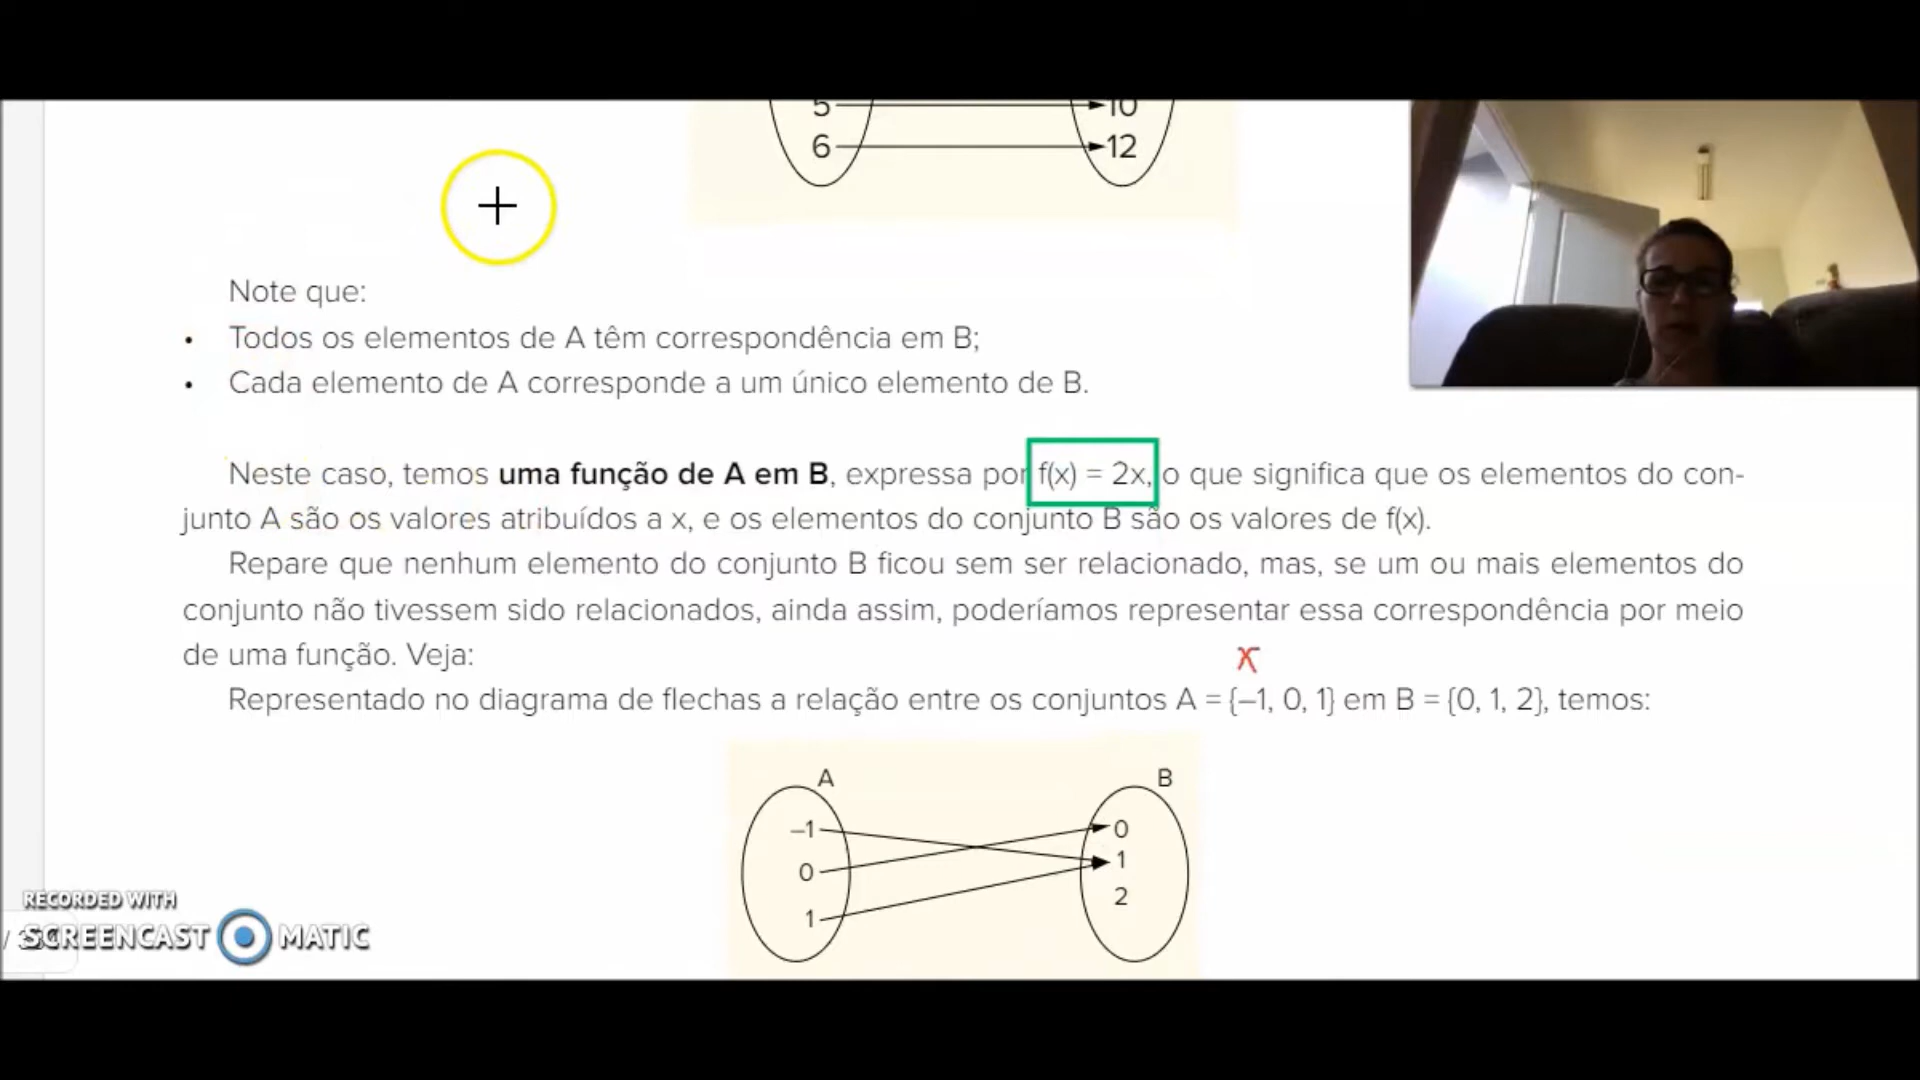 5 10
6 12
Note que:
• Todos os elementos de A têm correspondência em B;
• Cada elemento de A corresponde a um único elemento de B.
Neste caso, temos uma função de A em B, expressa por f(x) = 2x, o que significa que os elementos do con-
junto A são os valores atribuídos a x, e os elementos do conjunto B são os valores de f(x).
Repare que nenhum elemento do conjunto B ficou sem ser relacionado, mas, se um ou mais elementos do
conjunto não tivessem sido relacionados, ainda assim, poderíamos representar essa correspondência por meio
de uma função. Veja:
x
Representado no diagrama de flechas a relação entre os conjuntos A = {–1, 0, 1} em B = {0, 1, 2}, temos:
A B
–1 0
0 1
1 2
RECORDED WITH
SCREENCAST MATIC